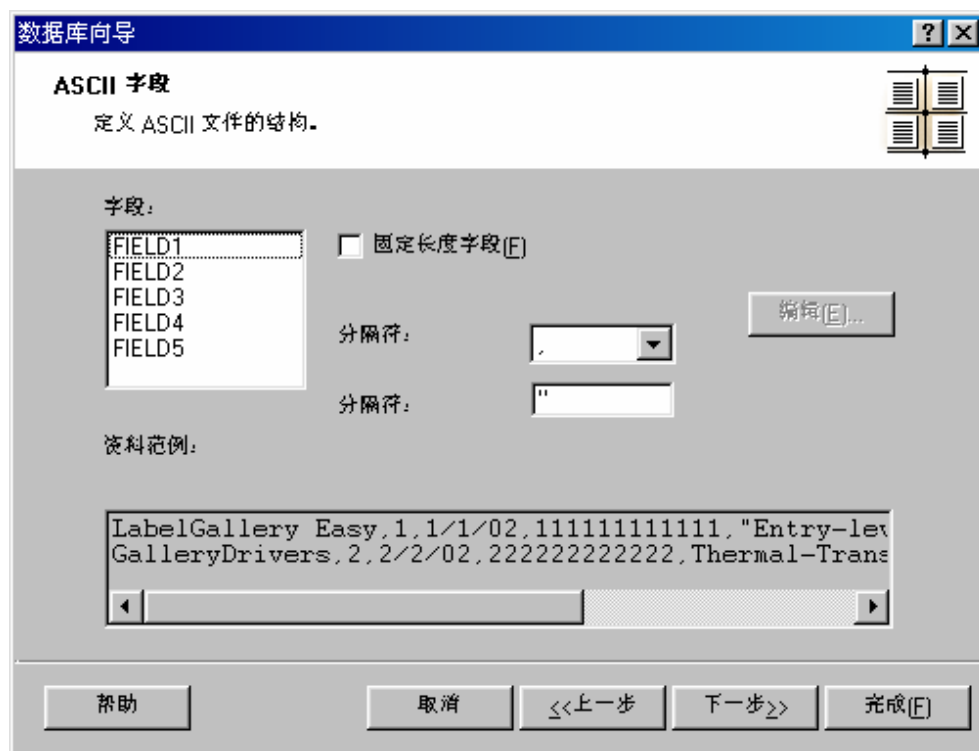 数据库向导
ASCII 字段
定义 ASCII 文件的结构。
字段:
FIELD1
FIELD2
FIELD3
FIELD4
FIELD5
固定长度字段(F)
编辑(E)...
分隔符: ,
分隔符: "
资料范例:
LabelGallery Easy,1,1/1/02,111111111111,"Entry-lev
GalleryDrivers,2,2/2/02,222222222222,Thermal-Trans
帮助 取消 <<上一步 下一步>> 完成(F)